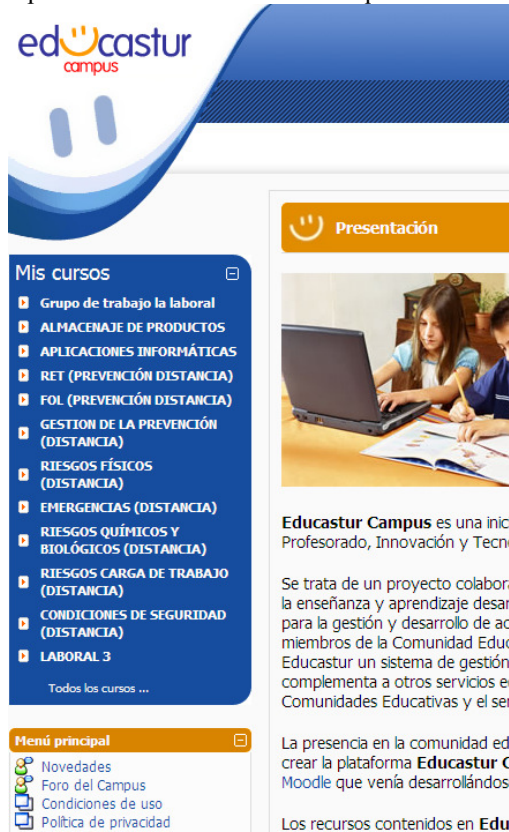 educastur
campus
Mis cursos
Grupo de trabajo la laboral
ALMACENAJE DE PRODUCTOS
APLICACIONES INFORMÁTICAS
RET (PREVENCIÓN DISTANCIA)
FOL (PREVENCIÓN DISTANCIA)
GESTION DE LA PREVENCIÓN
(DISTANCIA)
RIESGOS FÍSICOS
(DISTANCIA)
EMERGENCIAS (DISTANCIA)
RIESGOS QUÍMICOS Y
BIOLÓGICOS (DISTANCIA)
RIESGOS CARGA DE TRABAJO
(DISTANCIA)
CONDICIONES DE SEGURIDAD
(DISTANCIA)
LABORAL 3
Todos los cursos ...
Menú principal
Novedades
Foro del Campus
Condiciones de uso
Política de privacidad
Presentación
Educastur Campus es una inic
Profesorado, Innovación y Tecn
Se trata de un proyecto colabora
la enseñanza y aprendizaje desar
para la gestión y desarrollo de ac
miembros de la Comunidad Educ
Educastur un sistema de gestión
complementa a otros servicios e
Comunidades Educativas y el ser
La presencia en la comunidad ed
crear la plataforma Educastur C
Moodle que venía desarrollándos
Los recursos contenidos en Edu